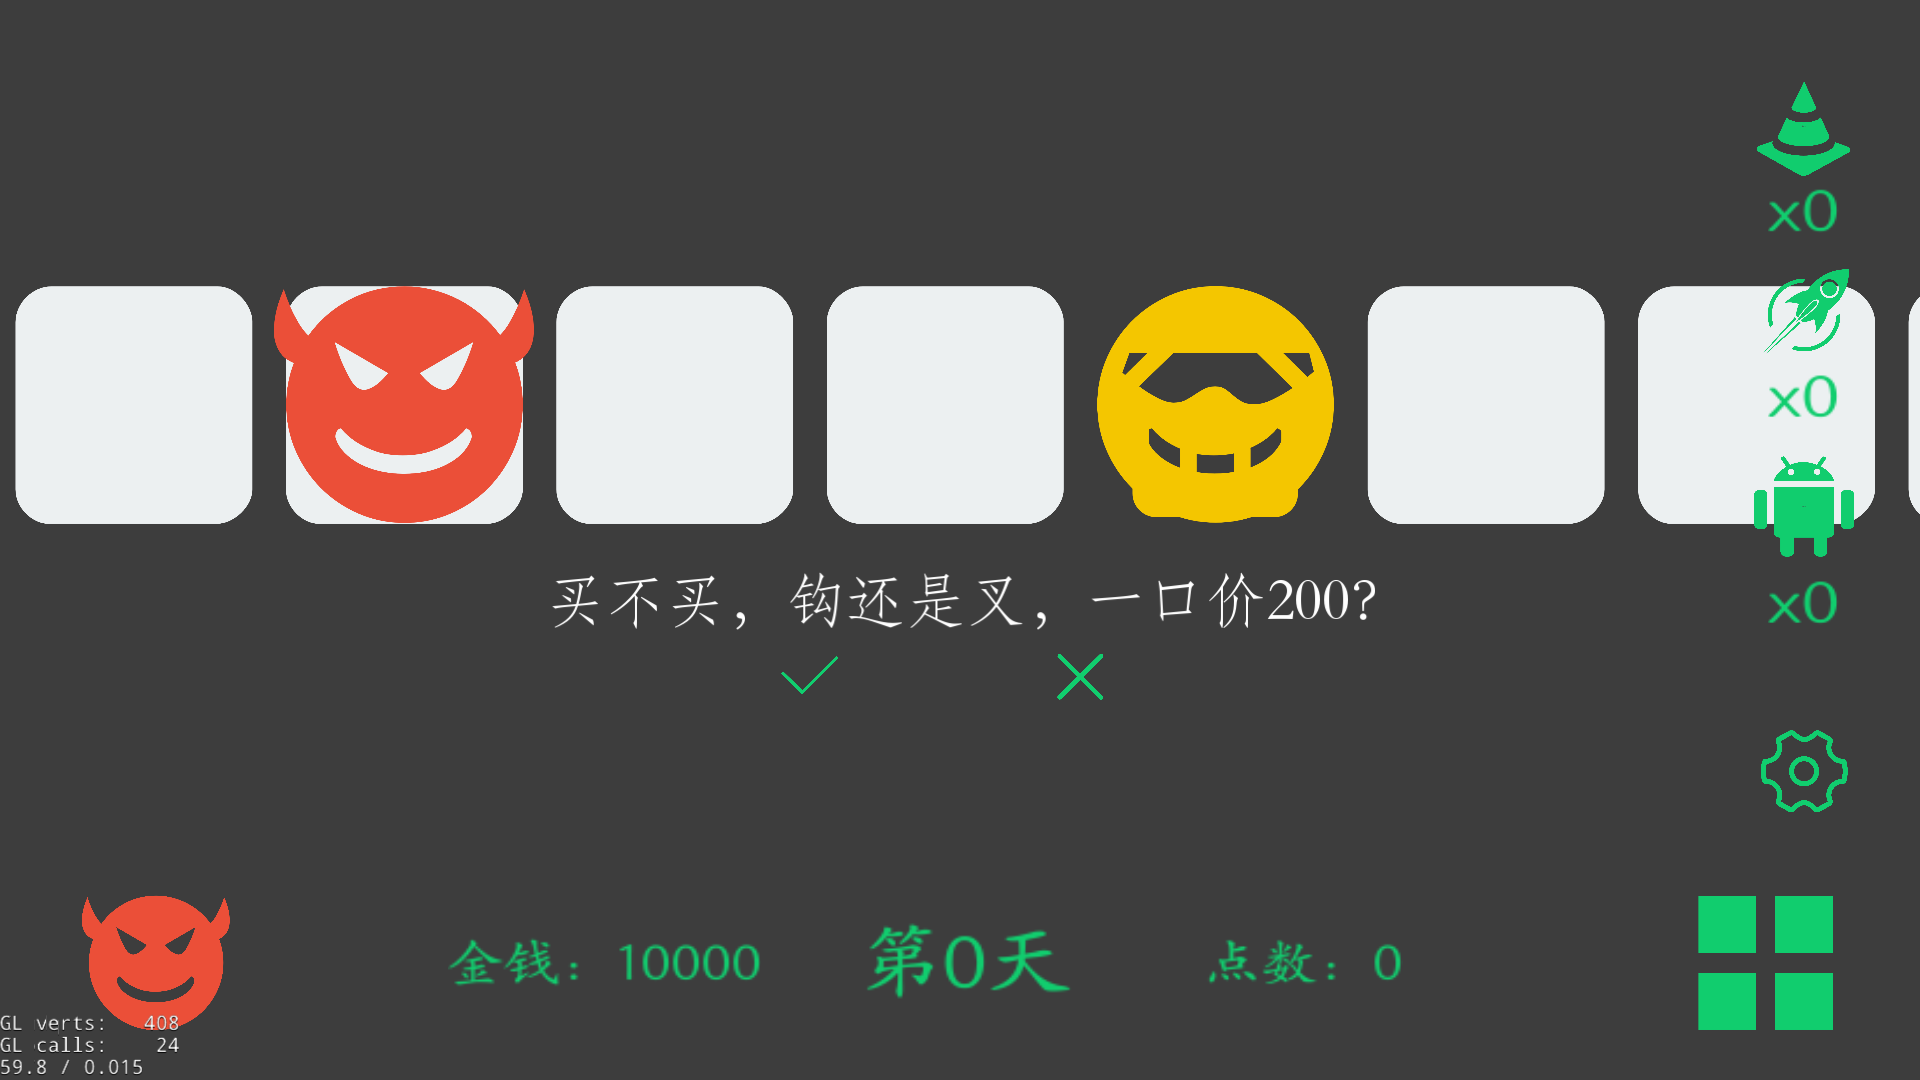 x0
x0
x0
买不买，钩还是叉，一口价200?
金钱：10000 第0天 点数：0
GL verts: 408
GL calls: 24
59.8 / 0.015